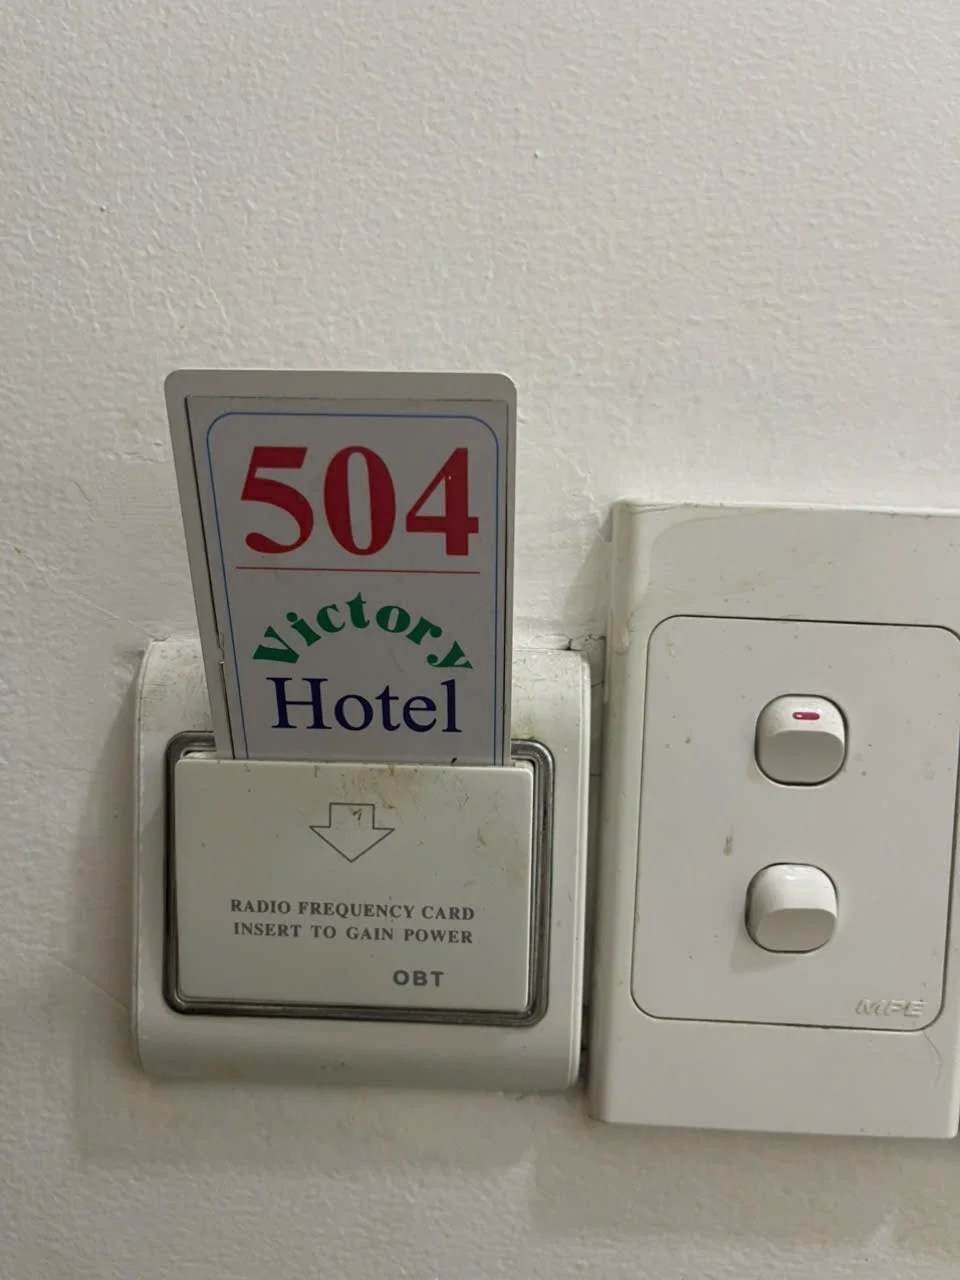 504
Victory
Hotel
RADIO FREQUENCY CARD
INSERT TO GAIN POWER
OBT
MPE